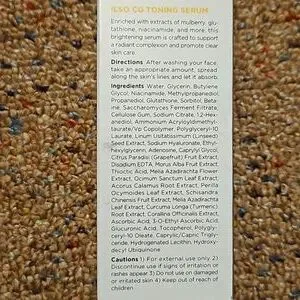 TONING SERUM
Enriched with extracts of mulberry, glu-
tathione, niacinamide, and more, this
brightening serum is crafted to support
a radiant complexion and promote clear
skin care.
Directions After washing your face,
take an appropriate amount, spread
along the skin's lines and let it absorb.
Ingredients Water, Glycerin, Butylene
Glycol, Niacinamide, Methylpropanediol,
Propanediol, Glutathione, Sorbitol, Beta-
ine, Saccharomyces Ferment Filtrate,
Cellulose Gum, Sodium Citrate, 1,2-Hex-
anediol, Ammonium Acryloyldimethyl-
taurate/Vp Copolymer, Polyglyceryl-10
Laurate, Linum Usitatissimum (Linseed)
Seed Extract, Sodium Hyaluronate, Ethyl-
hexylglycerin, Adenosine, Caprylyl Glycol,
Citrus Paradisi (Grapefruit) Fruit Extract,
Disodium EDTA, Morus Alba Fruit Extract,
Thioctic Acid, Melia Azadirachta Flower
Extract, Ocimum Sanctum Leaf Extract,
Acorus Calamus Root Extract, Perilla
Ocymoides Leaf Extract, Schisandra
Chinensis Fruit Extract, Melia Azadirachta
Leaf Extract, Curcuma Longa (Turmeric)
Root Extract, Corallina Officinalis Extract,
Ascorbic Acid, 3-O-Ethyl Ascorbic Acid,
Glucuronic Acid, Tocopherol, Polygly-
ceryl-10 Oleate, Caprylic/Capric Trigly-
ceride, Hydrogenated Lecithin, Hydroxy-
decyl Ubiquinone
Cautions 1) For external use only 2)
Discontinue use if signs of irritation or
rashes appear 3) Do not use on damaged
or irritated skin 4) Keep out of reach of
children